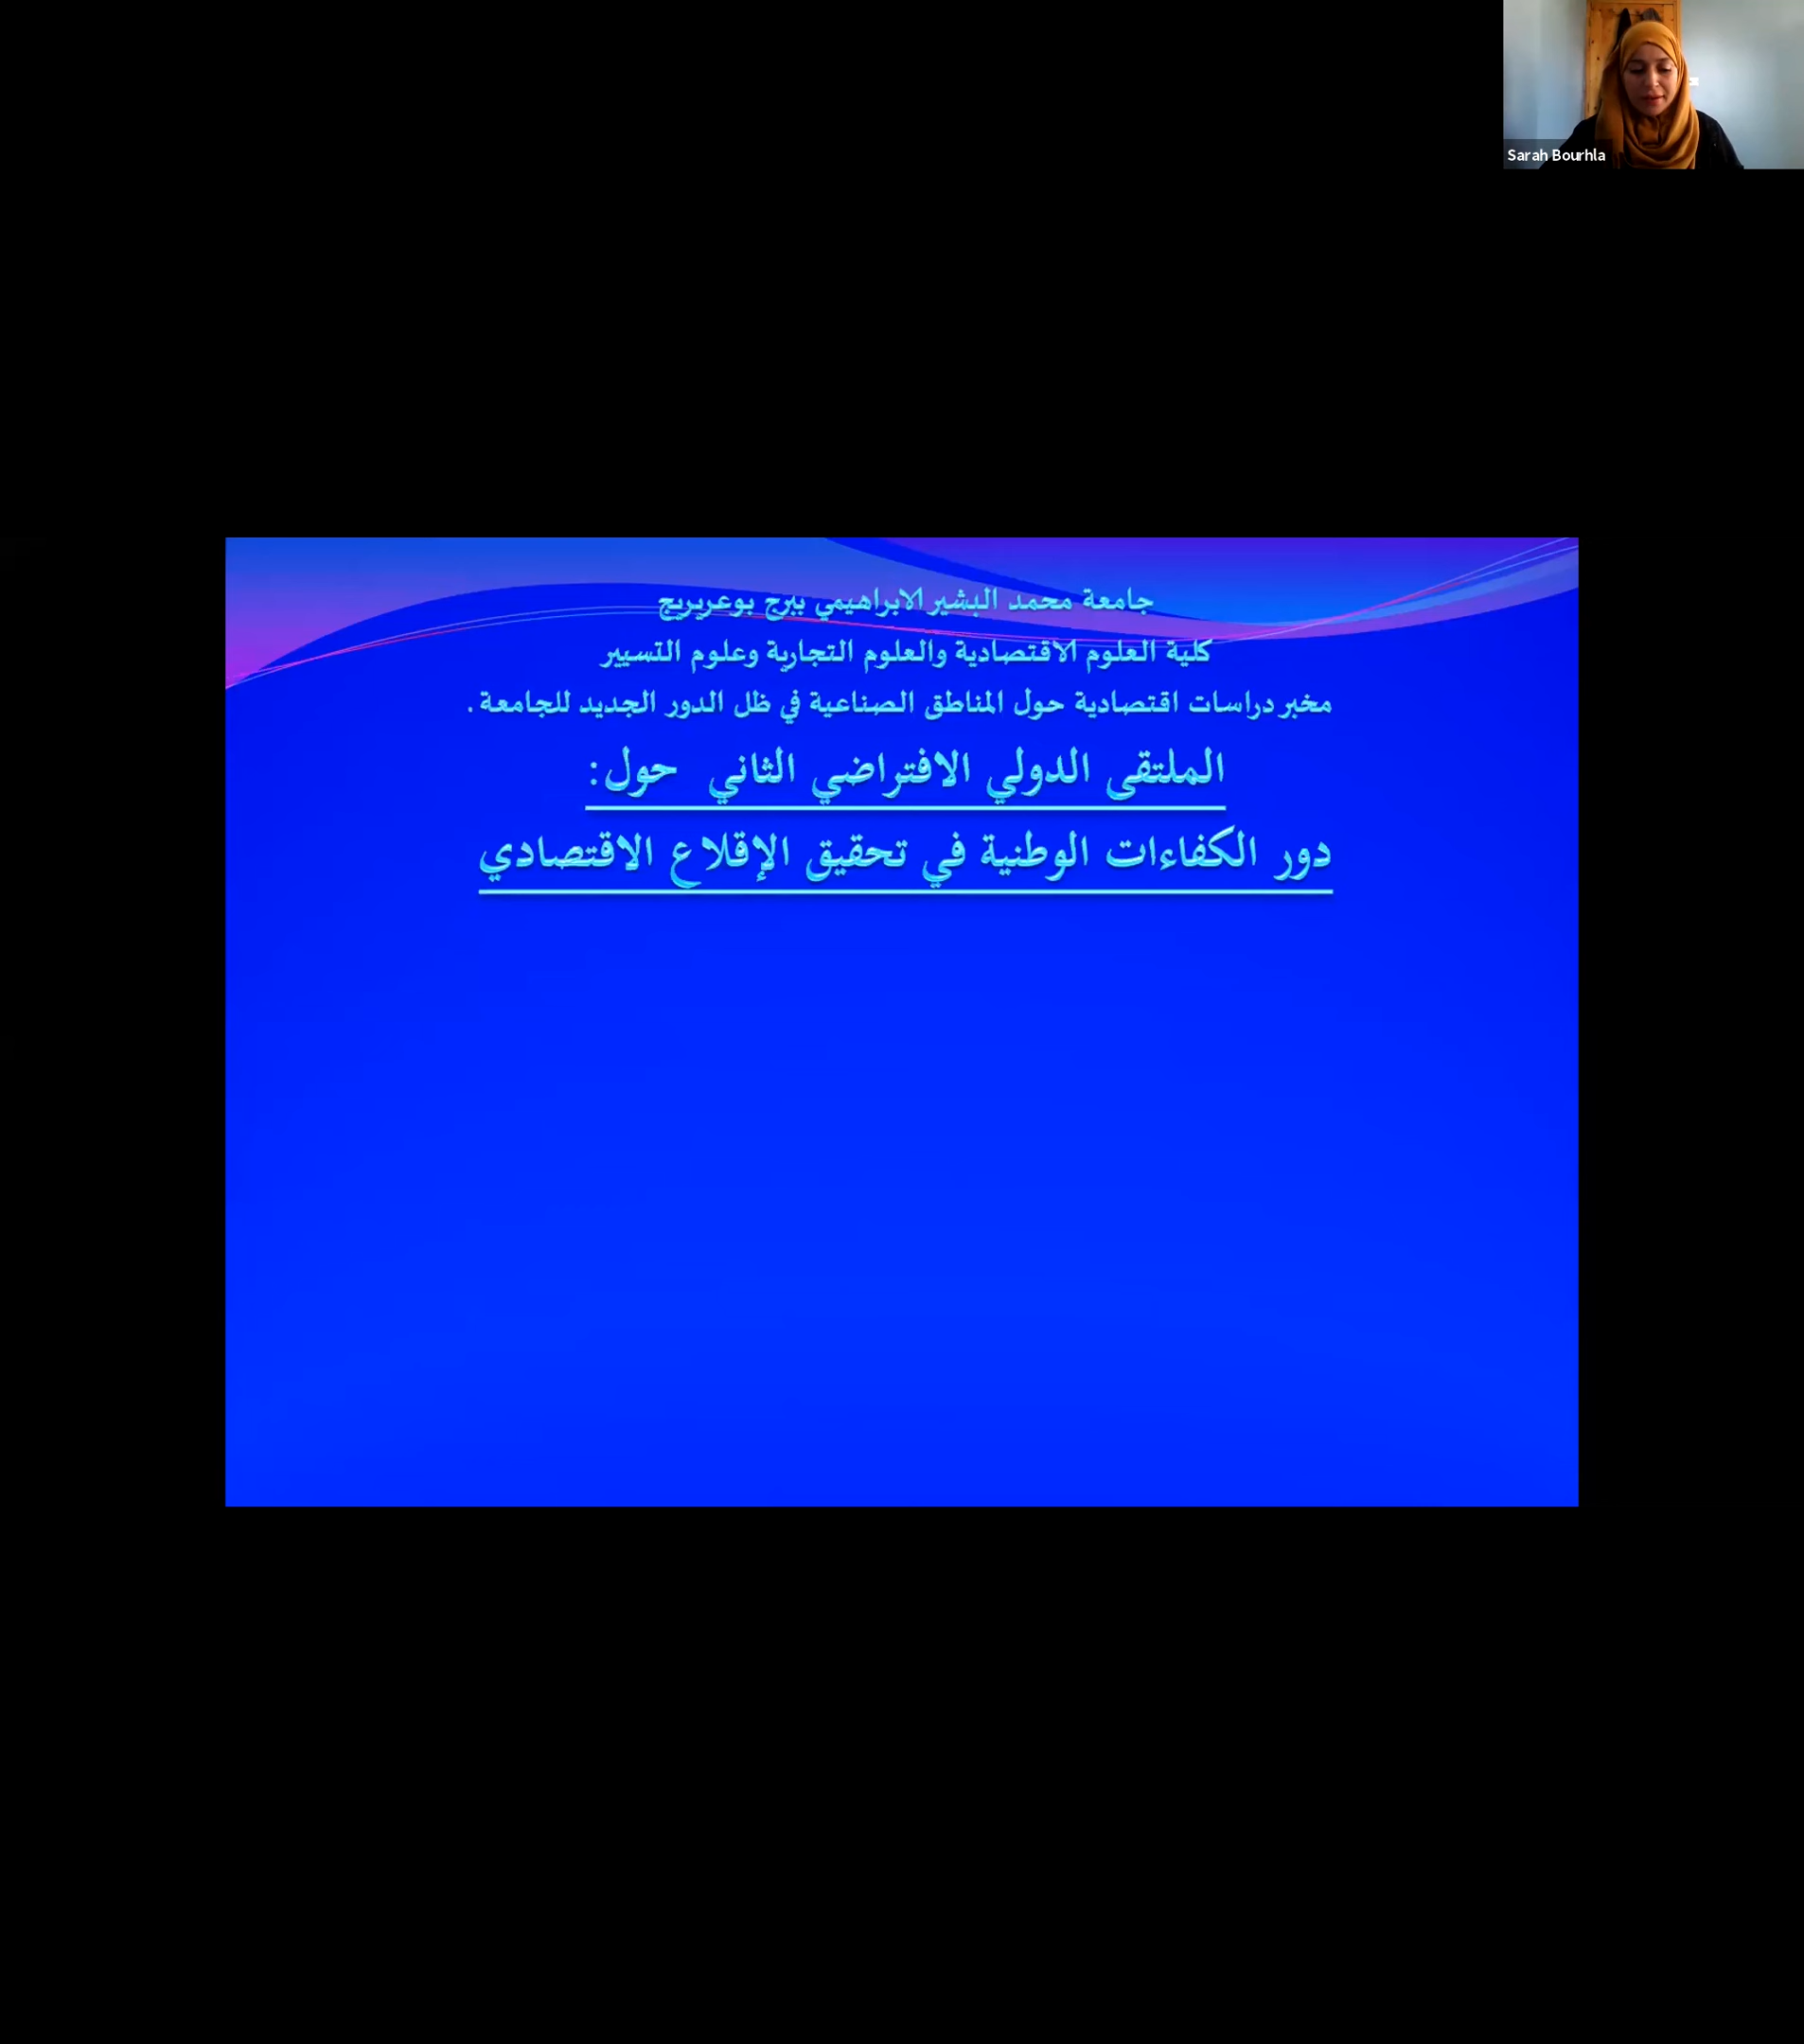 Sarah Bourhla
جامعة محمد البشير الابراهيمي ببرج بوعريريج
كلية العلوم الاقتصادية والعلوم التجارية وعلوم التسيير
مخبر دراسات اقتصادية حول المناطق الصناعية في ظل الدور الجديد للجامعة .
الملتقى الدولي الافتراضي الثاني حول:
دور الكفاءات الوطنية في تحقيق الإقلاع الاقتصادي